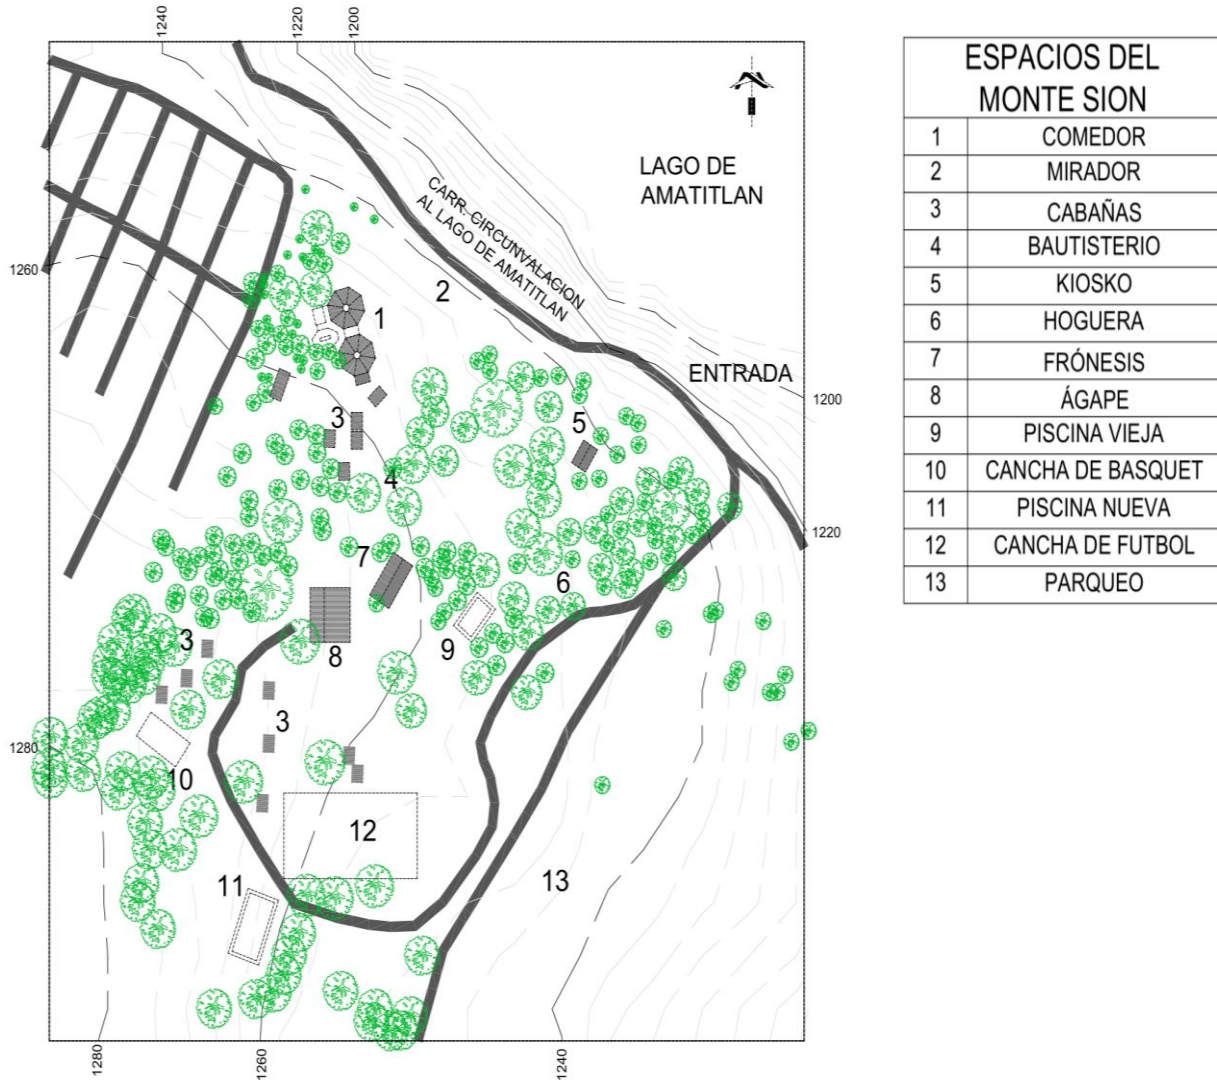 1240
1220
1200
LAGO DE
AMATITLAN
CARR. CIRCUNVALACION
AL LAGO DE AMATITLAN
1260
2
1
ENTRADA
1200
3
5
4
1220
7
6
3
8
9
3
1280
10
12
11
13
1280
1260
1240
ESPACIOS DEL
MONTE SION
1 COMEDOR
2 MIRADOR
3 CABAÑAS
4 BAUTISTERIO
5 KIOSKO
6 HOGUERA
7 FRÓNESIS
8 ÁGAPE
9 PISCINA VIEJA
10 CANCHA DE BASQUET
11 PISCINA NUEVA
12 CANCHA DE FUTBOL
13 PARQUEO